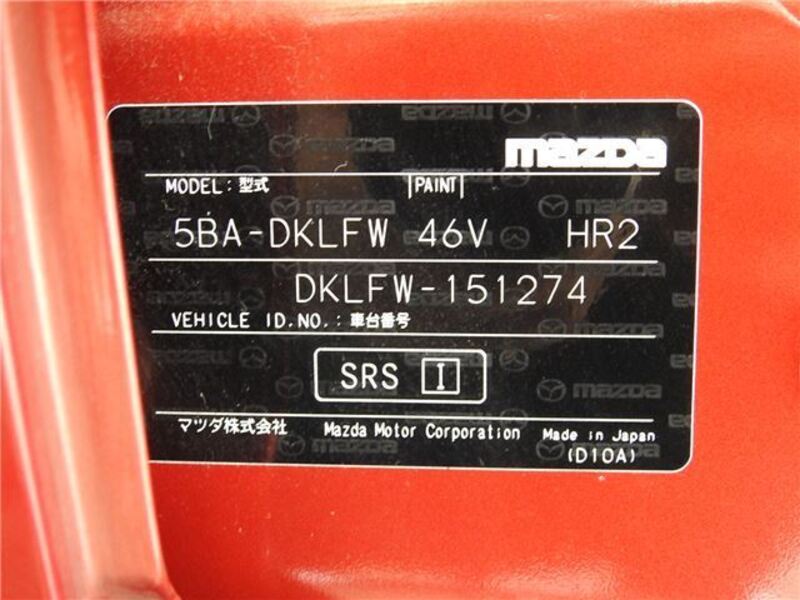 mazda
MODEL: 型式 PAINT
5BA-DKLFW 46V HR2
DKLFW-151274
VEHICLE ID.NO.: 車台番号
SRS I
マツダ株式会社 Mazda Motor Corporation Made in Japan
(D10A)